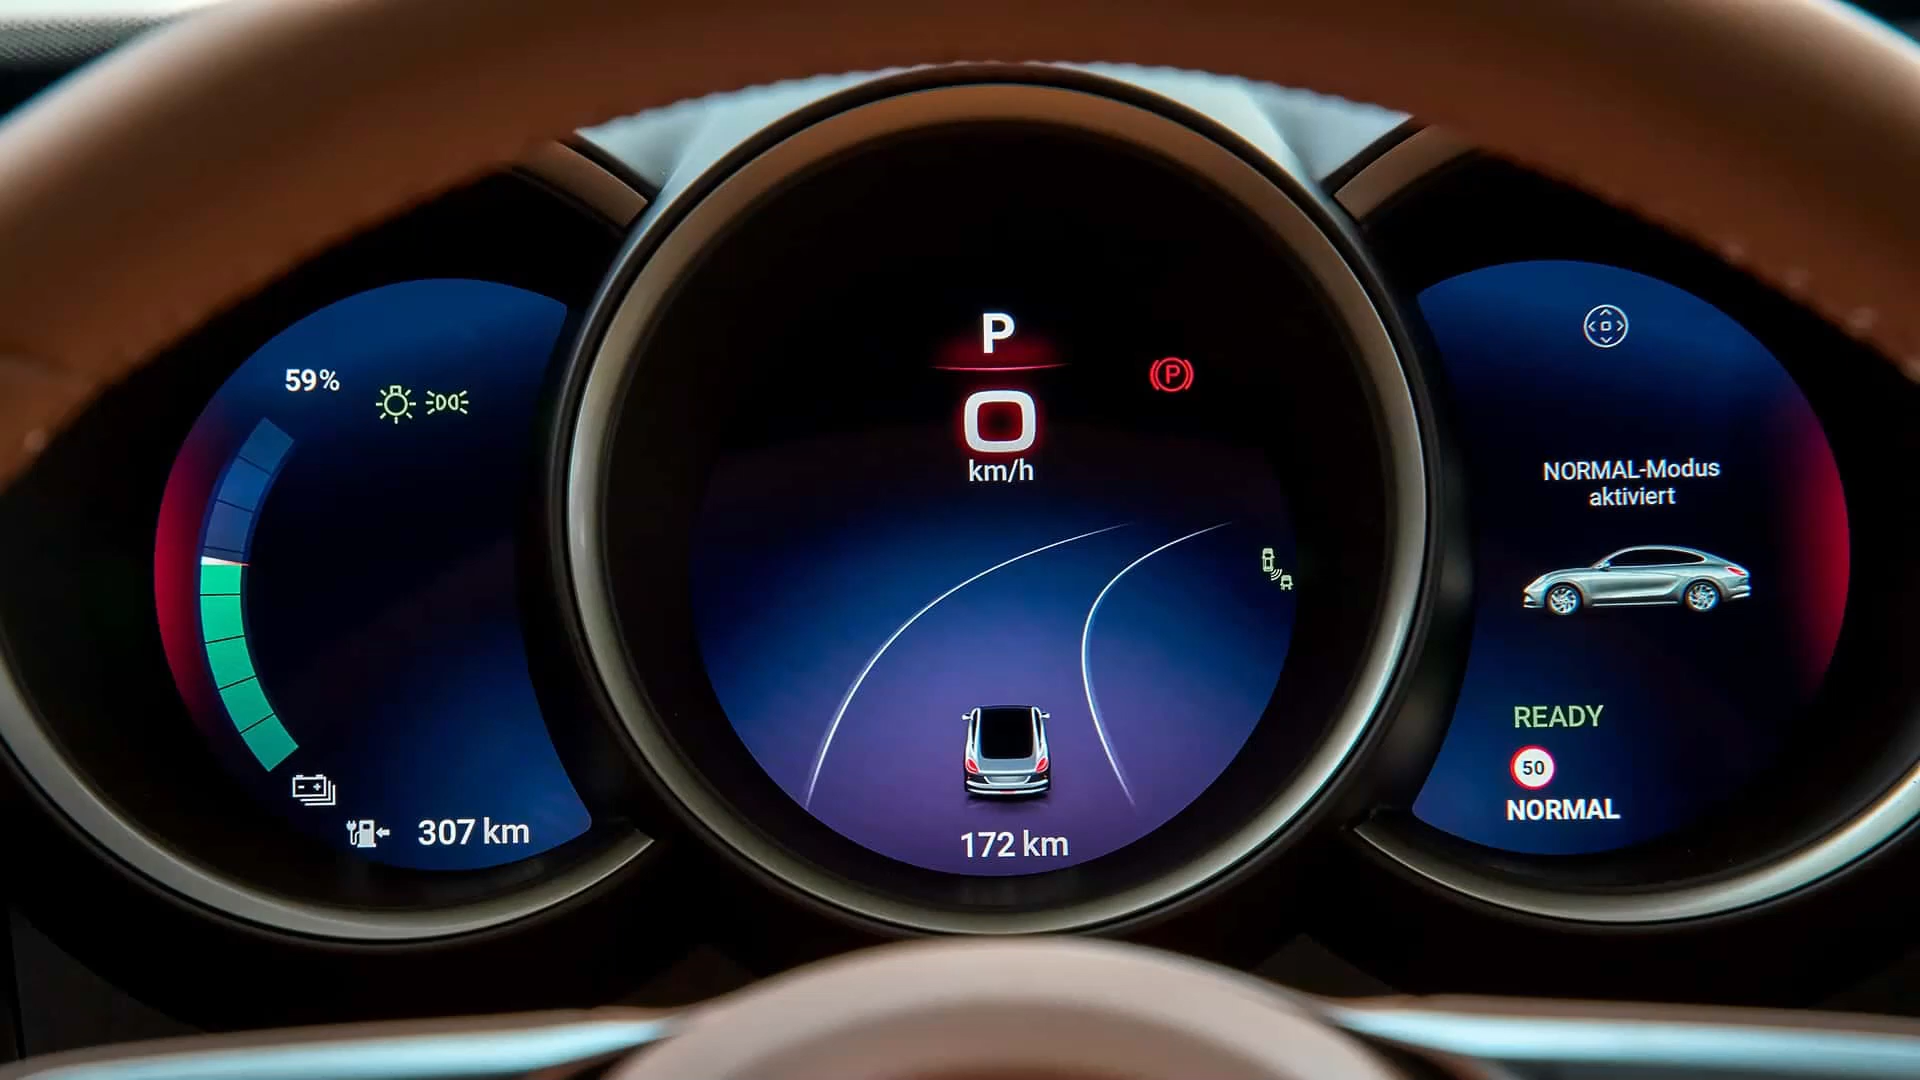 59%
307 km
P
0
km/h
172 km
NORMAL-Modus
aktiviert
READY
50
NORMAL